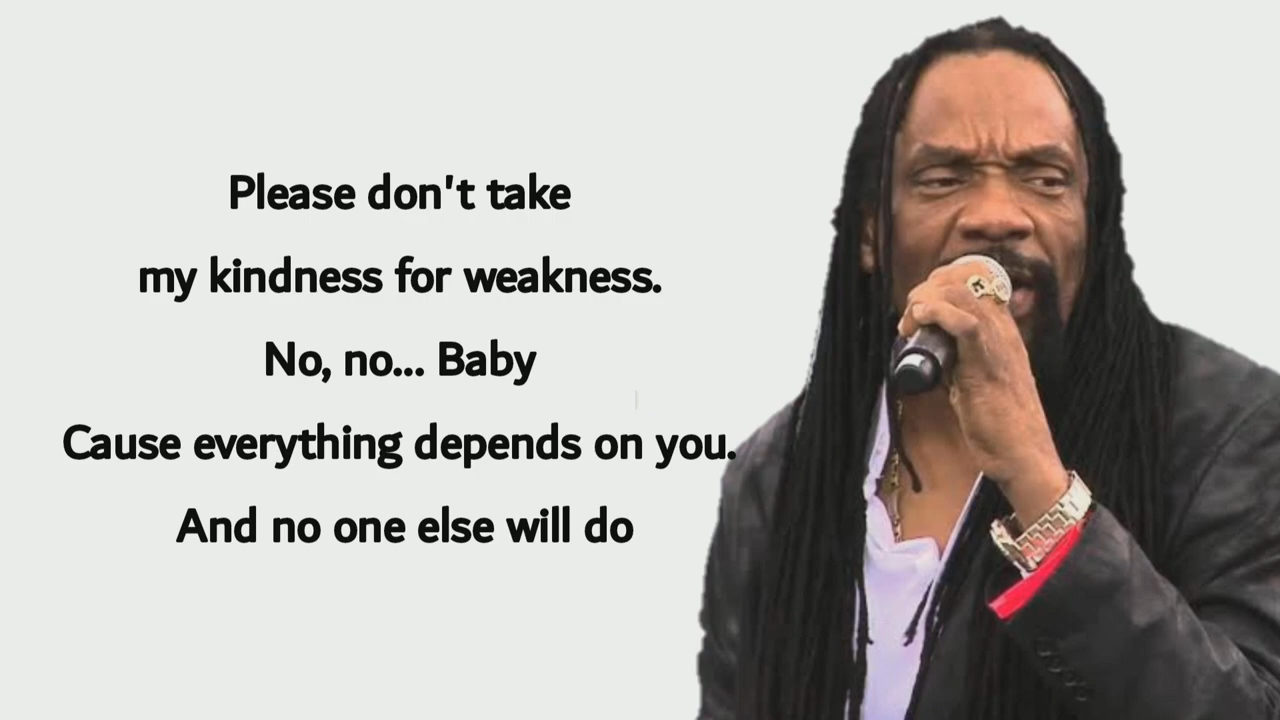 Please don't take
my kindness for weakness.
No, no... Baby
Cause everything depends on you.
And no one else will do